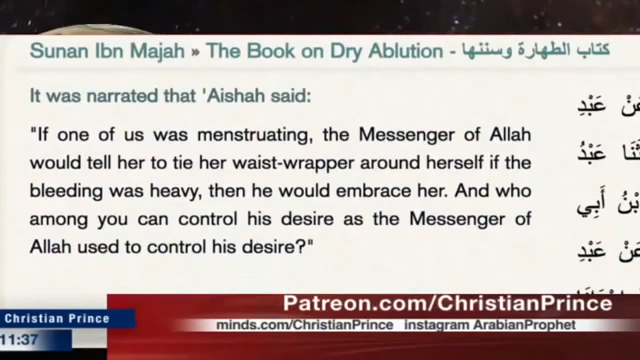 Sunan Ibn Majah » The Book on Dry Ablution - كتاب الطهارة وسننها
It was narrated that 'Aishah said:
"If one of us was menstruating, the Messenger of Allah
would tell her to tie her waist-wrapper around herself if the
bleeding was heavy, then he would embrace her. And who
among you can control his desire as the Messenger of
Allah used to control his desire?"
عَنْ عَبْدِ
ثَنَا عَبْدُ
بْنُ أَبِي
عَنْ عَبْدِ
Patreon.com/ChristianPrince
Christian Prince
minds.com/ChristianPrince instagram ArabianProphet
11:37